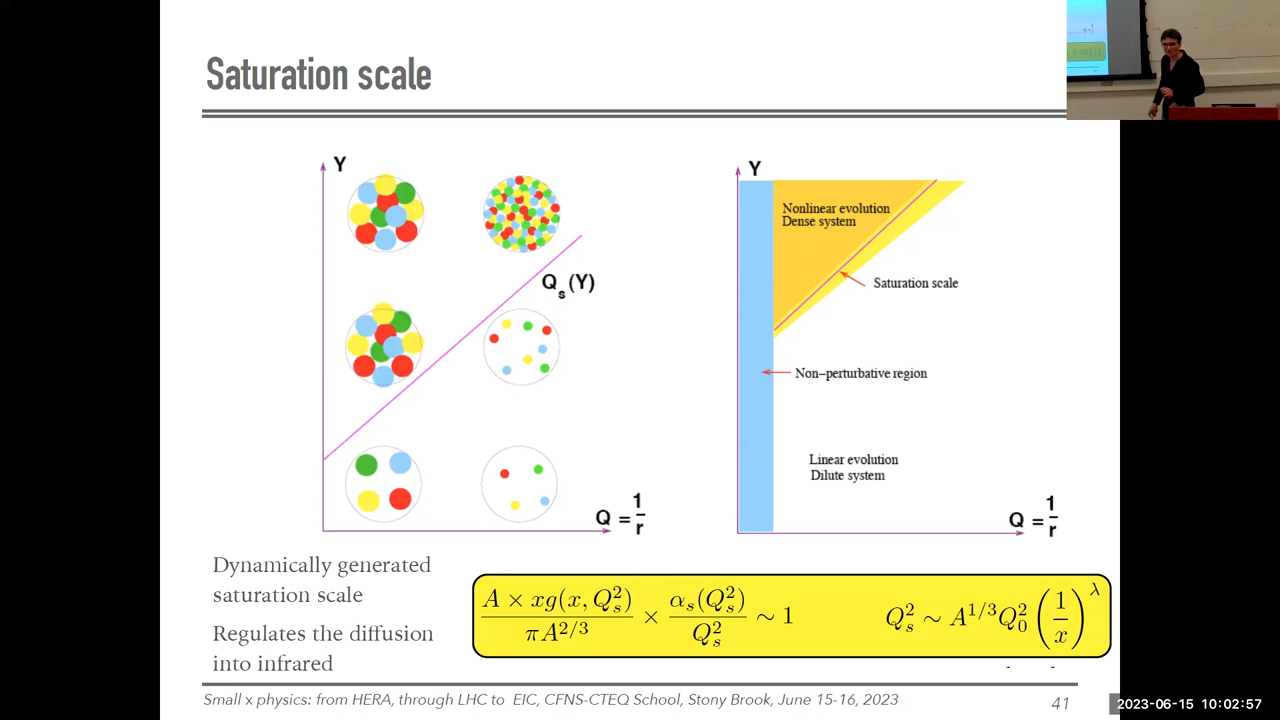 Saturation scale
Y
Q_s(Y)
Q = 1/r
Y
Nonlinear evolution
Dense system
Saturation scale
Non–perturbative region
Linear evolution
Dilute system
Q = 1/r
Dynamically generated
saturation scale
Regulates the diffusion
into infrared
\frac{A × xg(x, Q_s^2)}{πA^{2/3}} × \frac{α_s(Q_s^2)}{Q_s^2} ∼ 1
Q_s^2 ∼ A^{1/3}Q_0^2 (\frac{1}{x})^λ
Small x physics: from HERA, through LHC to EIC, CFNS-CTEQ School, Stony Brook, June 15-16, 2023
41
2023-06-15 10:02:57